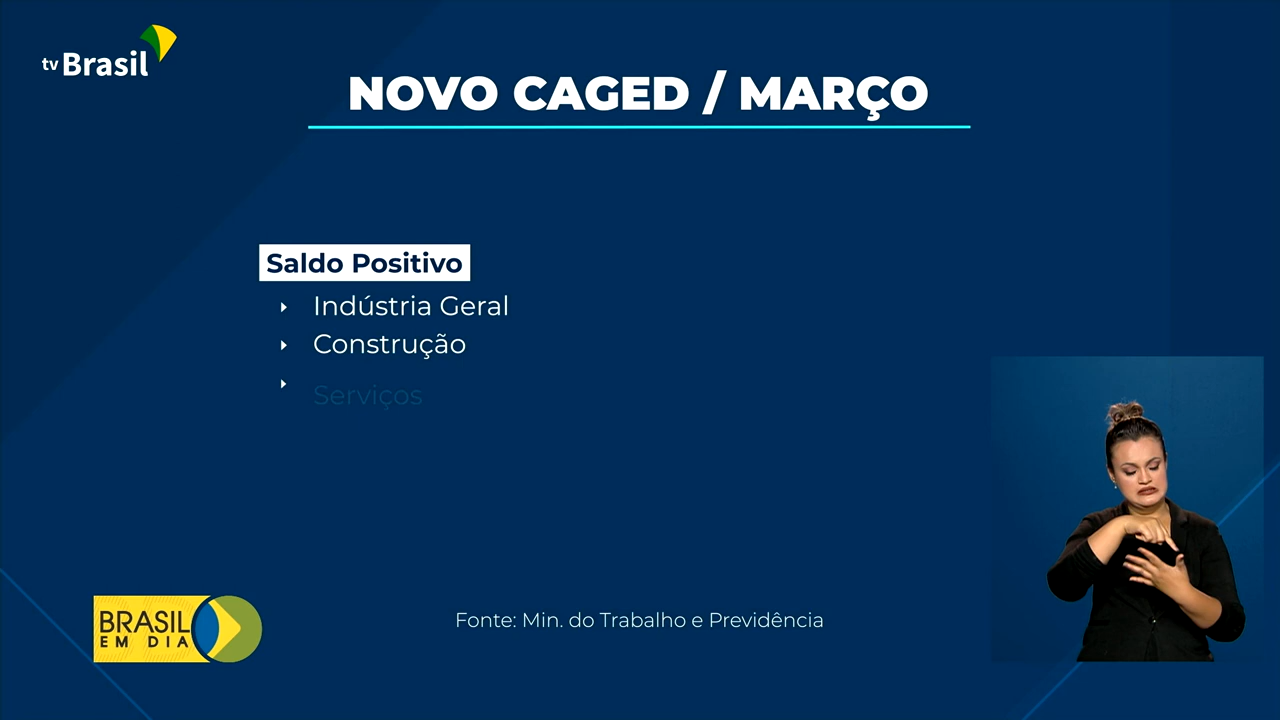 tv Brasil
NOVO CAGED / MARÇO
Saldo Positivo
Indústria Geral
Construção
Serviços
BRASIL
EM DIA
Fonte: Min. do Trabalho e Previdência